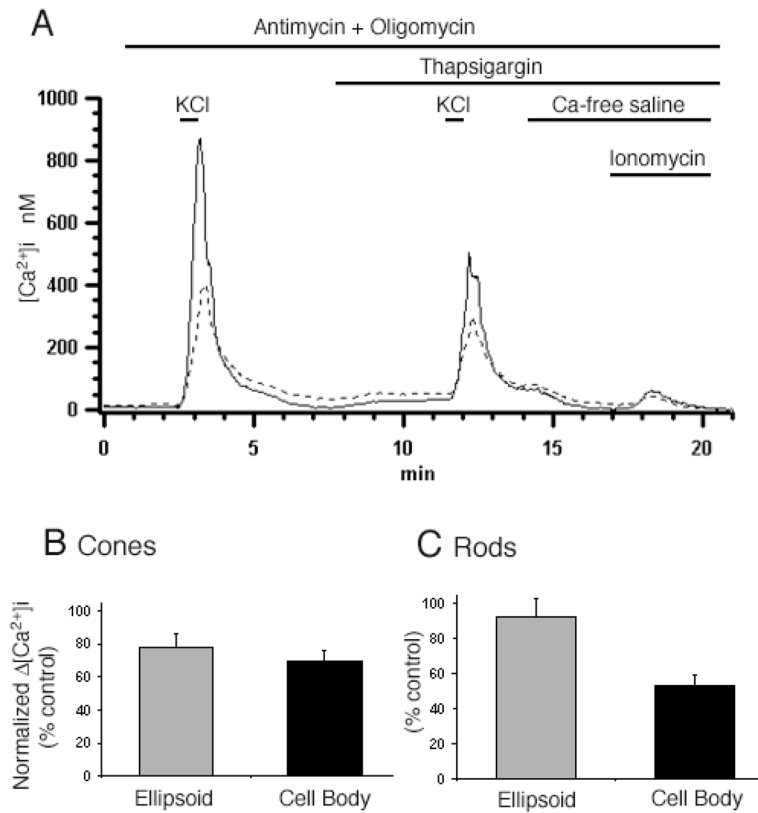 A
Antimycin + Oligomycin
Thapsigargin
KCl
KCl
Ca-free saline
Ionomycin
[Ca2+]i nM
1000
800
600
400
200
0
0
5
10
15
20
min
B Cones
Normalized Δ[Ca2+]i
(% control)
100
80
60
40
20
0
Ellipsoid
Cell Body
C Rods
(% control)
100
80
60
40
20
0
Ellipsoid
Cell Body